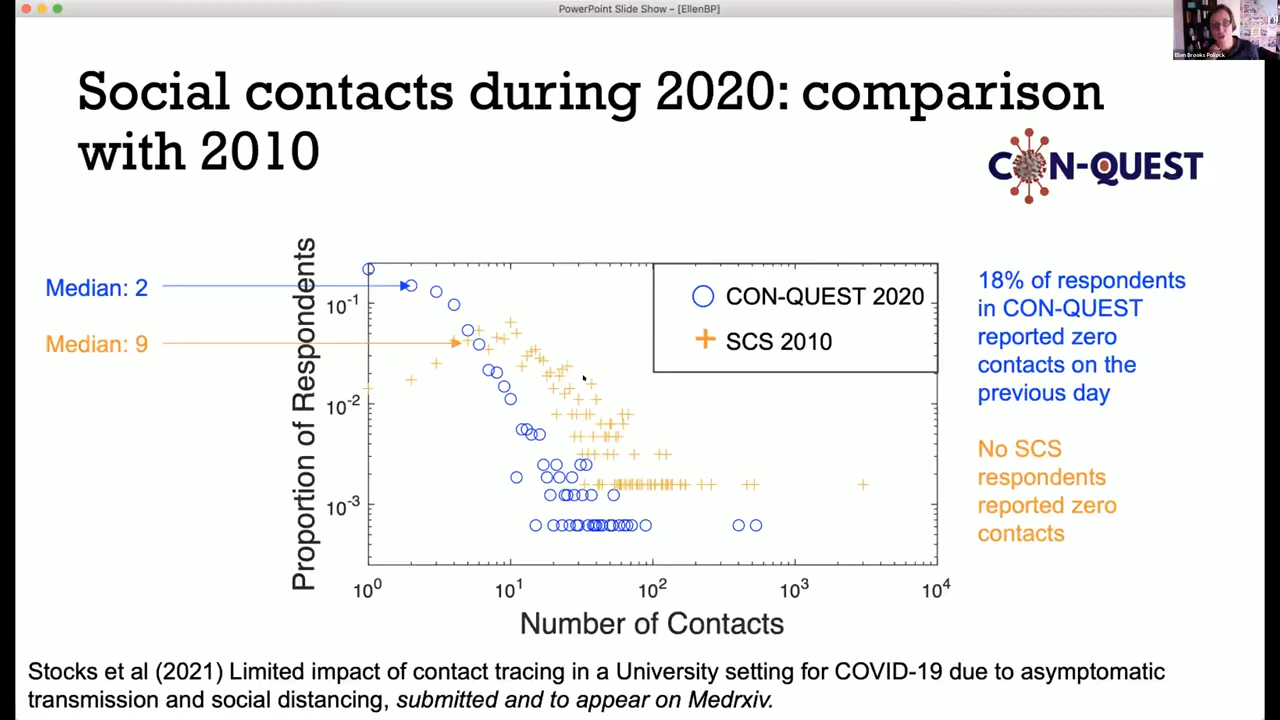 PowerPoint Slide Show – [EllenBP]
Ellen Brooks Pollock
Social contacts during 2020: comparison
with 2010
CON-QUEST
Median: 2
Median: 9
Proportion of Respondents
10⁻¹
10⁻²
10⁻³
10⁰
10¹
10²
10³
10⁴
Number of Contacts
CON-QUEST 2020
SCS 2010
18% of respondents
in CON-QUEST
reported zero
contacts on the
previous day
No SCS
respondents
reported zero
contacts
Stocks et al (2021) Limited impact of contact tracing in a University setting for COVID-19 due to asymptomatic
transmission and social distancing, submitted and to appear on Medrxiv.